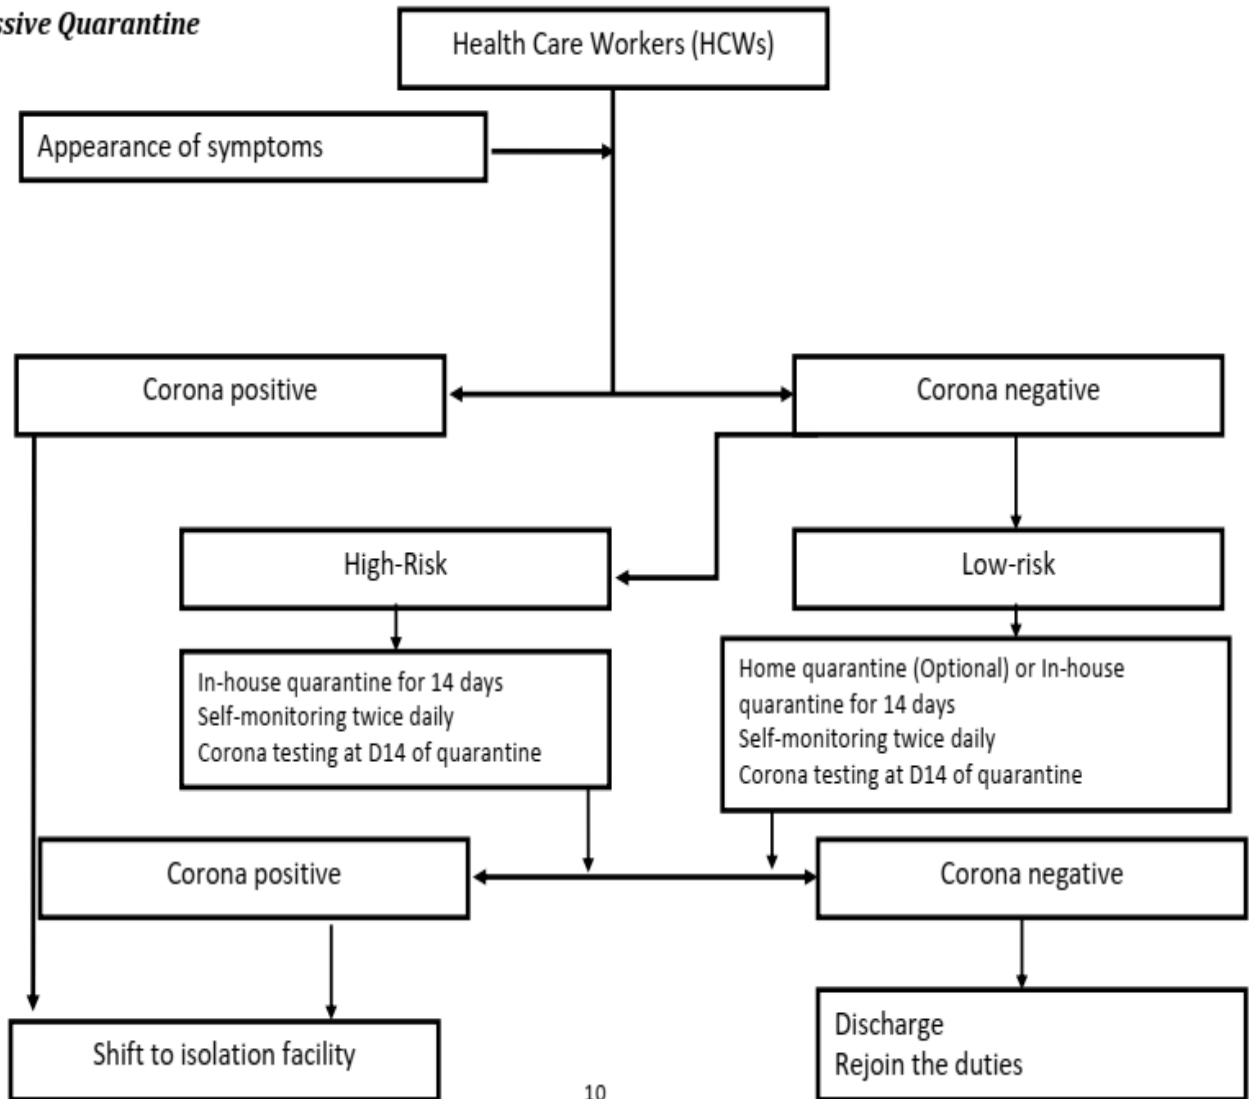 ssive Quarantine
Health Care Workers (HCWs)
Appearance of symptoms
Corona positive
Corona negative
High-Risk
Low-risk
In-house quarantine for 14 days
Self-monitoring twice daily
Corona testing at D14 of quarantine
Home quarantine (Optional) or In-house
quarantine for 14 days
Self-monitoring twice daily
Corona testing at D14 of quarantine
Corona positive
Corona negative
Shift to isolation facility
Discharge
Rejoin the duties
10